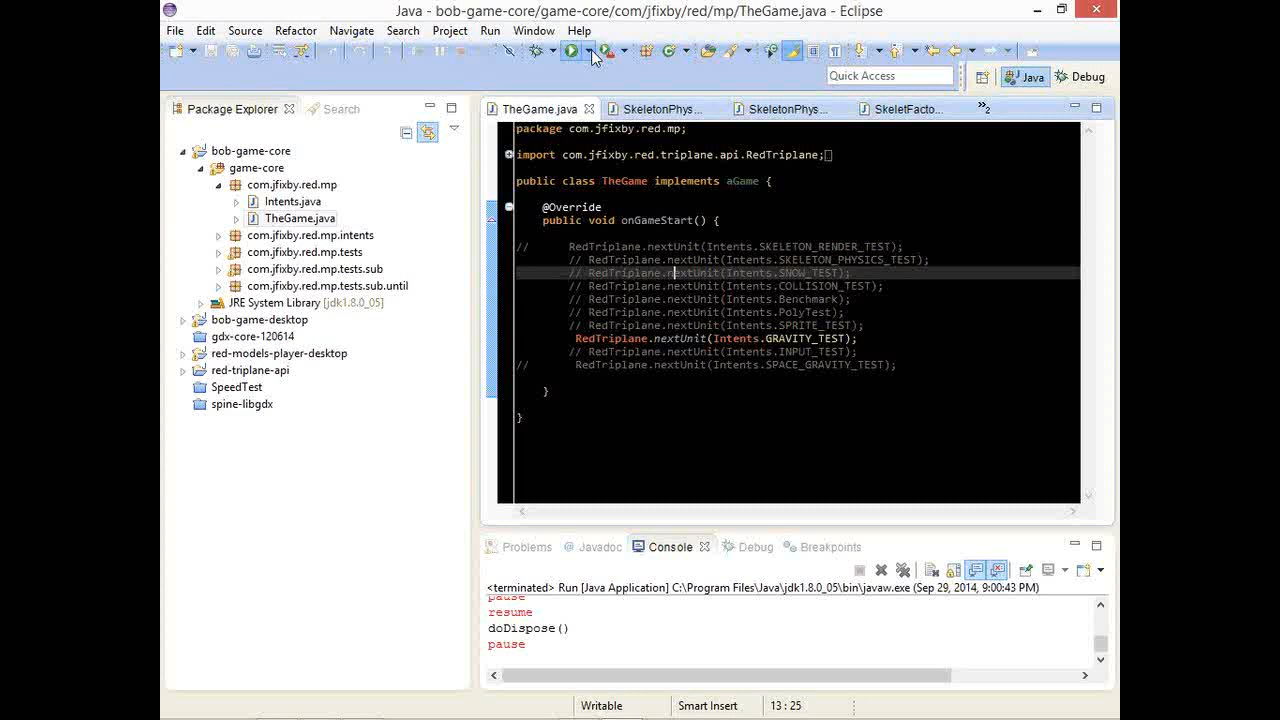 Java - bob-game-core/game-core/com/jfixby/red/mp/TheGame.java - Eclipse
File Edit Source Refactor Navigate Search Project Run Window Help
Quick Access
Java
Debug
Package Explorer
Search
bob-game-core
game-core
com.jfixby.red.mp
Intents.java
TheGame.java
com.jfixby.red.mp.intents
com.jfixby.red.mp.tests
com.jfixby.red.mp.tests.sub
com.jfixby.red.mp.tests.sub.until
JRE System Library [jdk1.8.0_05]
bob-game-desktop
gdx-core-120614
red-models-player-desktop
red-triplane-api
SpeedTest
spine-libgdx
TheGame.java SkeletonPhys... SkeletonPhys... SkeletFacto... »2
package com.jfixby.red.mp;
import com.jfixby.red.triplane.api.RedTriplane;
public class TheGame implements aGame {
@Override
public void onGameStart() {
// RedTriplane.nextUnit(Intents.SKELETON_RENDER_TEST);
// RedTriplane.nextUnit(Intents.SKELETON_PHYSICS_TEST);
// RedTriplane.nextUnit(Intents.SNOW_TEST);
// RedTriplane.nextUnit(Intents.COLLISION_TEST);
// RedTriplane.nextUnit(Intents.Benchmark);
// RedTriplane.nextUnit(Intents.PolyTest);
// RedTriplane.nextUnit(Intents.SPRITE_TEST);
RedTriplane.nextUnit(Intents.GRAVITY_TEST);
// RedTriplane.nextUnit(Intents.INPUT_TEST);
// RedTriplane.nextUnit(Intents.SPACE_GRAVITY_TEST);
}
}
Problems @ Javadoc Console Debug Breakpoints
<terminated> Run [Java Application] C:\Program Files\Java\jdk1.8.0_05\bin\javaw.exe (Sep 29, 2014, 9:00:43 PM)
pause
resume
doDispose()
pause
Writable Smart Insert 13 : 25